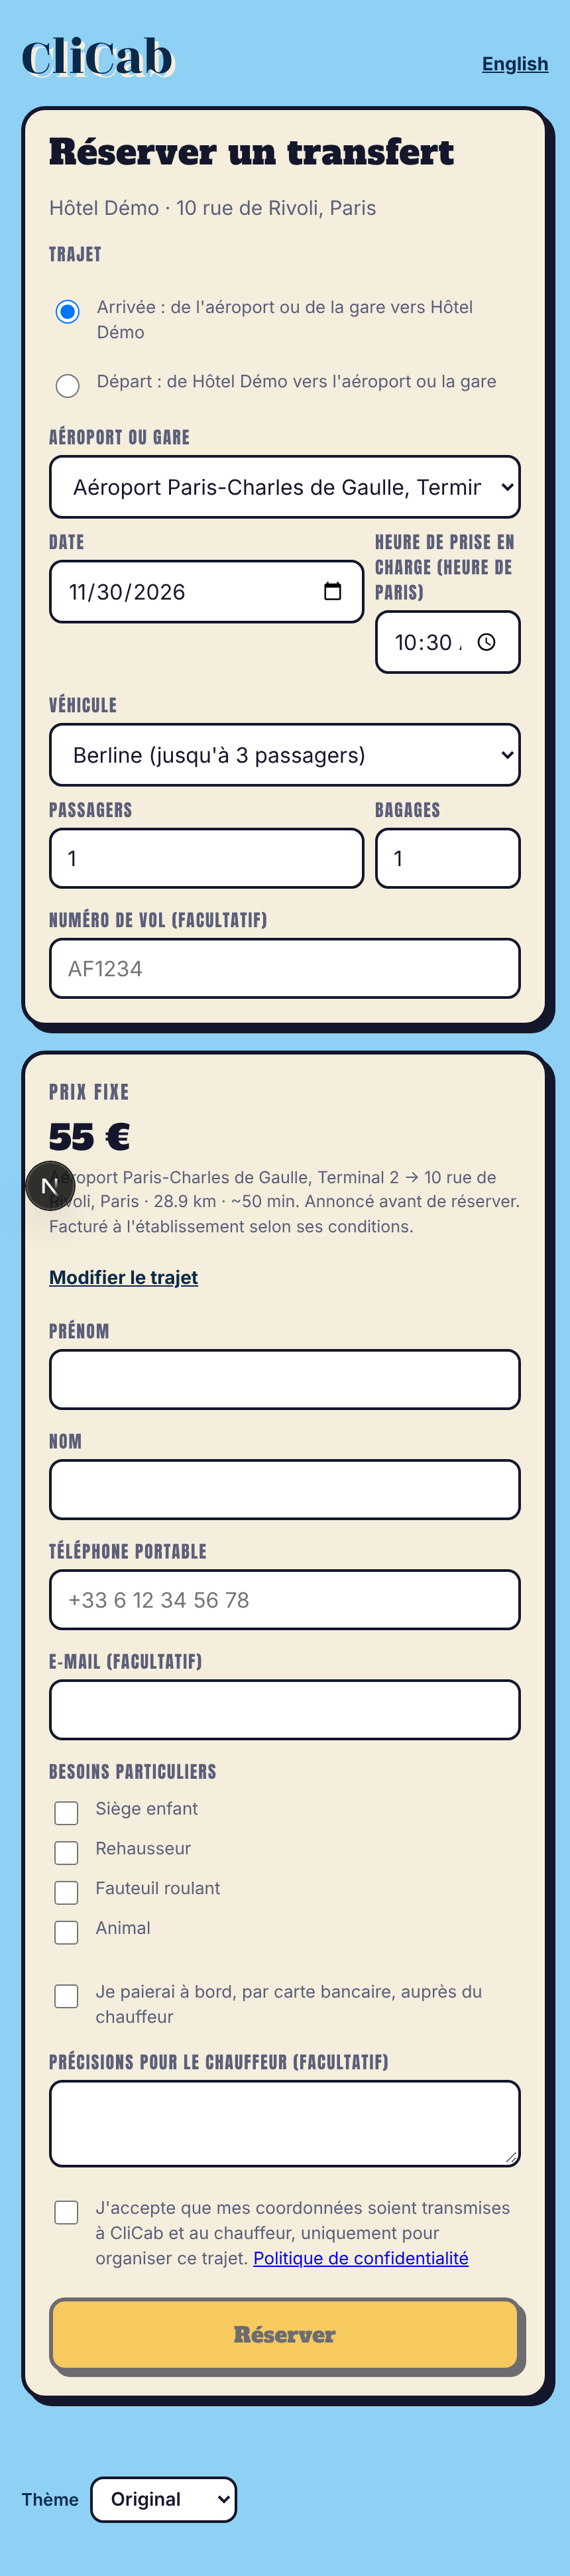 CliCab
English
Réserver un transfert
Hôtel Démo · 10 rue de Rivoli, Paris
TRAJET
Arrivée : de l'aéroport ou de la gare vers Hôtel
Démo
Départ : de Hôtel Démo vers l'aéroport ou la gare
AÉROPORT OU GARE
Aéroport Paris-Charles de Gaulle, Termir
DATE
HEURE DE PRISE EN
CHARGE (HEURE DE
PARIS)
11/30/2026
10:30
VÉHICULE
Berline (jusqu'à 3 passagers)
PASSAGERS
BAGAGES
1
1
NUMÉRO DE VOL (FACULTATIF)
AF1234
PRIX FIXE
55 €
N
Aéroport Paris-Charles de Gaulle, Terminal 2 → 10 rue de
Rivoli, Paris · 28.9 km · ~50 min. Annoncé avant de réserver.
Facturé à l'établissement selon ses conditions.
Modifier le trajet
PRÉNOM
NOM
TÉLÉPHONE PORTABLE
+33 6 12 34 56 78
E-MAIL (FACULTATIF)
BESOINS PARTICULIERS
Siège enfant
Rehausseur
Fauteuil roulant
Animal
Je paierai à bord, par carte bancaire, auprès du
chauffeur
PRÉCISIONS POUR LE CHAUFFEUR (FACULTATIF)
J'accepte que mes coordonnées soient transmises
à CliCab et au chauffeur, uniquement pour
organiser ce trajet. Politique de confidentialité
Réserver
Thème
Original